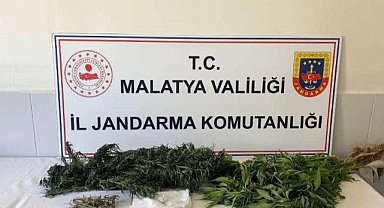 T.C.
MALATYA VALİLİĞİ
İL JANDARMA KOMUTANLIĞI